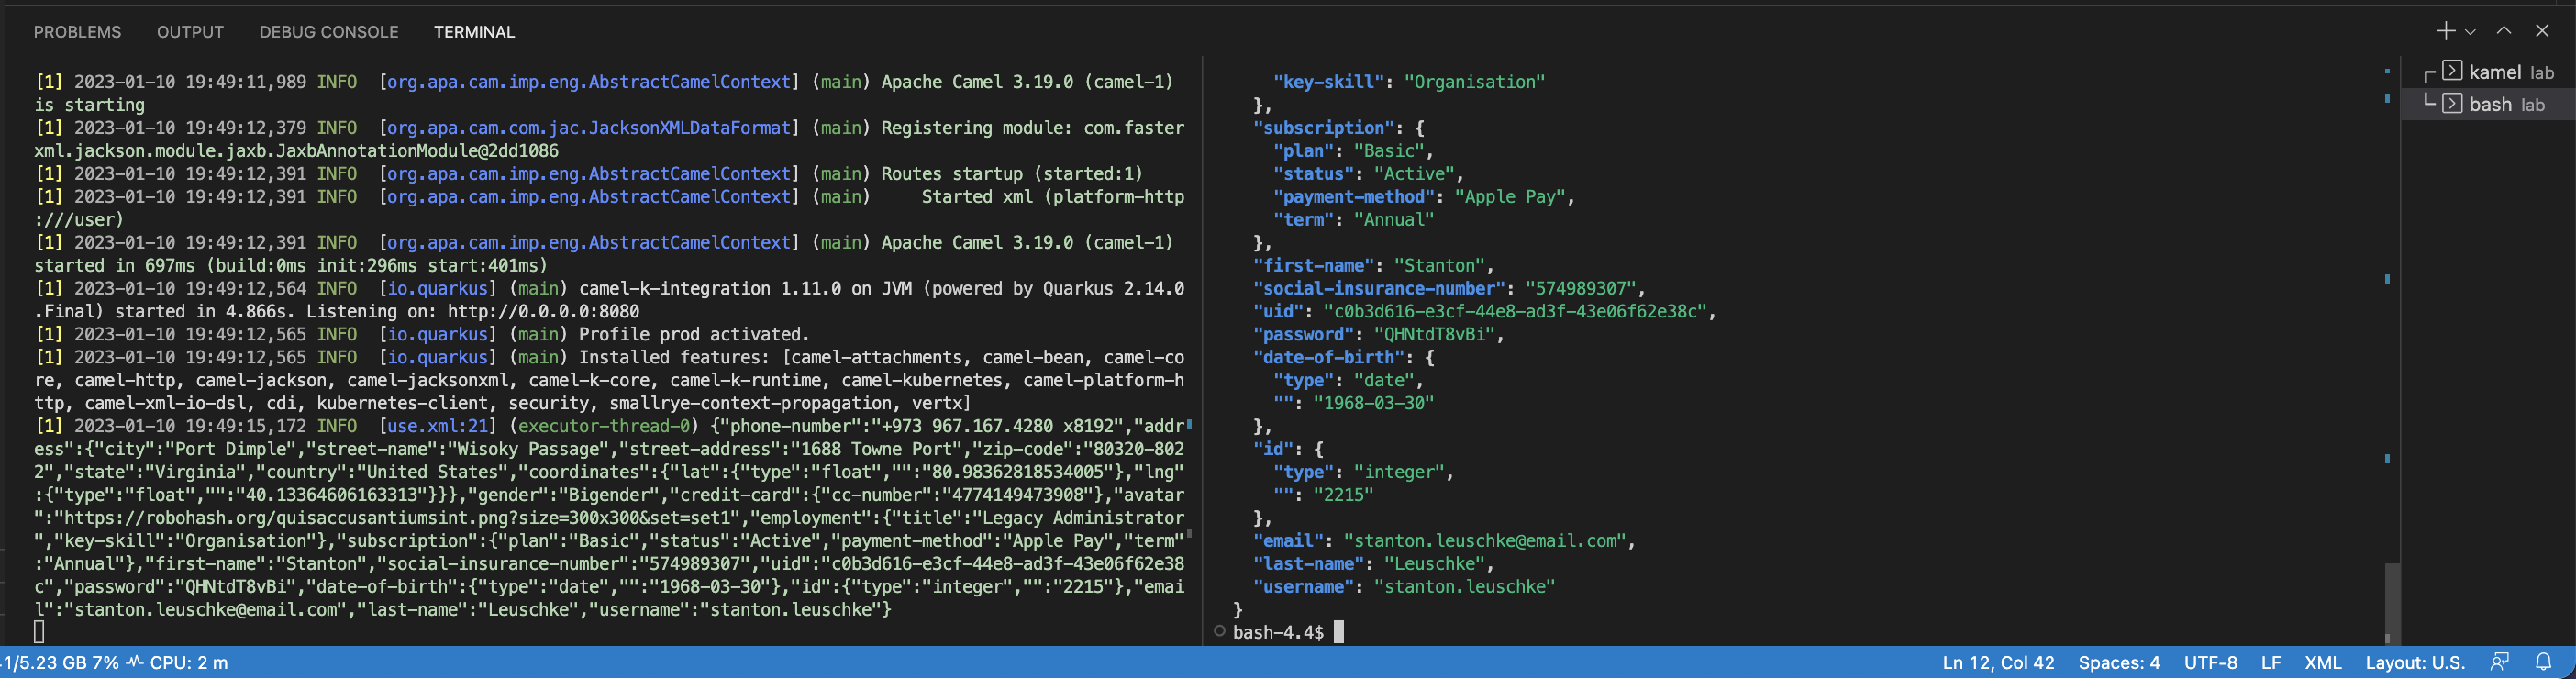 PROBLEMS OUTPUT DEBUG CONSOLE TERMINAL
[1] 2023-01-10 19:49:11,989 INFO  [org.apa.cam.imp.eng.AbstractCamelContext] (main) Apache Camel 3.19.0 (camel-1)
is starting
[1] 2023-01-10 19:49:12,379 INFO  [org.apa.cam.com.jac.JacksonXMLDataFormat] (main) Registering module: com.faster
xml.jackson.module.jaxb.JaxbAnnotationModule@2dd1086
[1] 2023-01-10 19:49:12,391 INFO  [org.apa.cam.imp.eng.AbstractCamelContext] (main) Routes startup (started:1)
[1] 2023-01-10 19:49:12,391 INFO  [org.apa.cam.imp.eng.AbstractCamelContext] (main)     Started xml (platform-http
:///user)
[1] 2023-01-10 19:49:12,391 INFO  [org.apa.cam.imp.eng.AbstractCamelContext] (main) Apache Camel 3.19.0 (camel-1)
started in 697ms (build:0ms init:296ms start:401ms)
[1] 2023-01-10 19:49:12,564 INFO  [io.quarkus] (main) camel-k-integration 1.11.0 on JVM (powered by Quarkus 2.14.0
.Final) started in 4.866s. Listening on: http://0.0.0.0:8080
[1] 2023-01-10 19:49:12,565 INFO  [io.quarkus] (main) Profile prod activated.
[1] 2023-01-10 19:49:12,565 INFO  [io.quarkus] (main) Installed features: [camel-attachments, camel-bean, camel-co
re, camel-http, camel-jackson, camel-jacksonxml, camel-k-core, camel-k-runtime, camel-kubernetes, camel-platform-h
ttp, camel-xml-io-dsl, cdi, kubernetes-client, security, smallrye-context-propagation, vertx]
[1] 2023-01-10 19:49:15,172 INFO  [use.xml:21] (executor-thread-0) {"phone-number":"+973 967.167.4280 x8192","addr
ess":{"city":"Port Dimple","street-name":"Wisoky Passage","street-address":"1688 Towne Port","zip-code":"80320-802
2","state":"Virginia","country":"United States","coordinates":{"lat":{"type":"float","":"80.98362818534005"},"lng"
:{"type":"float","":"40.13364606163313"}}},"gender":"Bigender","credit-card":{"cc-number":"4774149473908"},"avatar
":"https://robohash.org/quisaccusantiumsint.png?size=300x300&set=set1","employment":{"title":"Legacy Administrator
","key-skill":"Organisation"},"subscription":{"plan":"Basic","status":"Active","payment-method":"Apple Pay","term"
:"Annual"},"first-name":"Stanton","social-insurance-number":"574989307","uid":"c0b3d616-e3cf-44e8-ad3f-43e06f62e38
c","password":"QHNtdT8vBi","date-of-birth":{"type":"date","":"1968-03-30"},"id":{"type":"integer","":"2215"},"emai
l":"stanton.leuschke@email.com","last-name":"Leuschke","username":"stanton.leuschke"}
"key-skill": "Organisation"
},
"subscription": {
"plan": "Basic",
"status": "Active",
"payment-method": "Apple Pay",
"term": "Annual"
},
"first-name": "Stanton",
"social-insurance-number": "574989307",
"uid": "c0b3d616-e3cf-44e8-ad3f-43e06f62e38c",
"password": "QHNtdT8vBi",
"date-of-birth": {
"type": "date",
"": "1968-03-30"
},
"id": {
"type": "integer",
"": "2215"
},
"email": "stanton.leuschke@email.com",
"last-name": "Leuschke",
"username": "stanton.leuschke"
}
bash-4.4$
kamel lab
bash lab
1/5.23 GB 7% CPU: 2 m
Ln 12, Col 42 Spaces: 4 UTF-8 LF XML Layout: U.S.